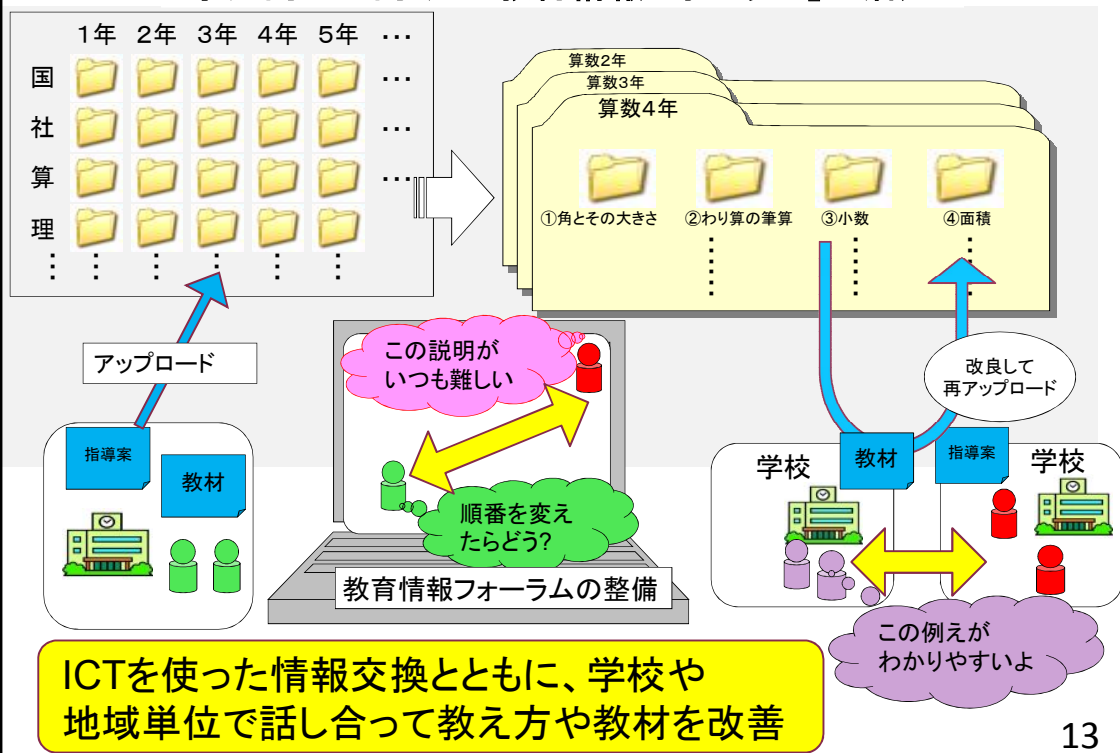 1年 2年 3年 4年 5年 …
国 …
社 …
算 …
理
算数2年
算数3年
算数4年
①角とその大きさ ②わり算の筆算 ③小数 ④面積
アップロード
この説明が
いつも難しい
改良して
再アップロード
指導案
教材
順番を変え
たらどう?
教育情報フォーラムの整備
学校
教材
指導案
学校
この例えが
わかりやすいよ
ICTを使った情報交換とともに、学校や
地域単位で話し合って教え方や教材を改善
13